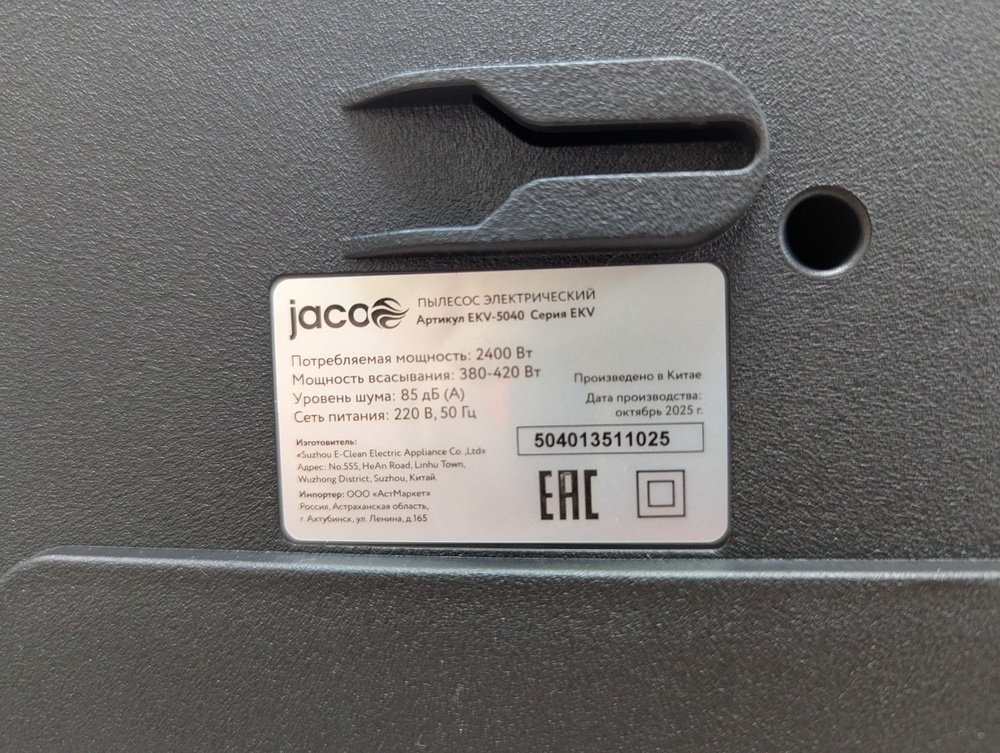 jacoo
ПЫЛЕСОС ЭЛЕКТРИЧЕСКИЙ
Артикул EKV-5040 Серия EKV
Потребляемая мощность: 2400 Вт
Мощность всасывания: 380-420 Вт
Уровень шума: 85 дБ (А)
Сеть питания: 220 В, 50 Гц
Изготовитель:
«Suzhou E-Clean Electric Appliance Co.,Ltd»
Адрес: No.555, HeAn Road, Linhu Town,
Wuzhong District, Suzhou, Китай.
Импортер: ООО «АстМаркет»
Россия, Астраханская область,
г. Ахтубинск, ул. Ленина, д.165
Произведено в Китае
Дата производства:
октябрь 2025 г.
504013511025
EAC